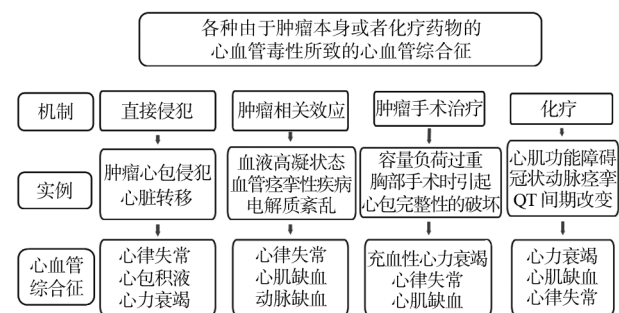 各种由于肿瘤本身或者化疗药物的
心血管毒性所致的心血管综合征
机制
直接侵犯
肿瘤相关效应
肿瘤手术治疗
化疗
实例
肿瘤心包侵犯
心脏转移
血液高凝状态
血管痉挛性疾病
电解质紊乱
容量负荷过重
胸部手术时引起
心包完整性的破坏
心肌功能障碍
冠状动脉痉挛
QT 间期改变
心血管
综合征
心律失常
心包积液
心力衰竭
心律失常
心肌缺血
动脉缺血
充血性心力衰竭
心律失常
心肌缺血
心力衰竭
心肌缺血
心律失常